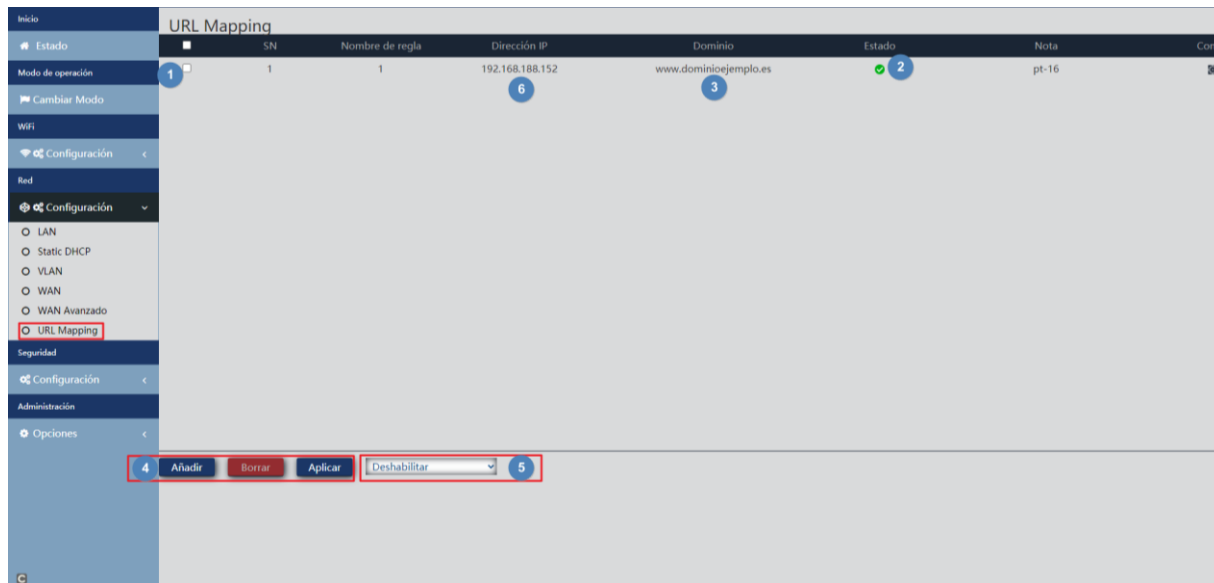 Inicio
URL Mapping
Estado
SN Nombre de regla Dirección IP Dominio Estado Nota Con
Modo de operación
1 1 1 192.168.188.152 www.dominioejemplo.es 2 pt-16
6 3
Cambiar Modo
WiFi
Configuración
Red
Configuración
LAN
Static DHCP
VLAN
WAN
WAN Avanzado
URL Mapping
Seguridad
Configuración
Administración
Opciones
4 Añadir Borrar Aplicar Deshabilitar 5
C